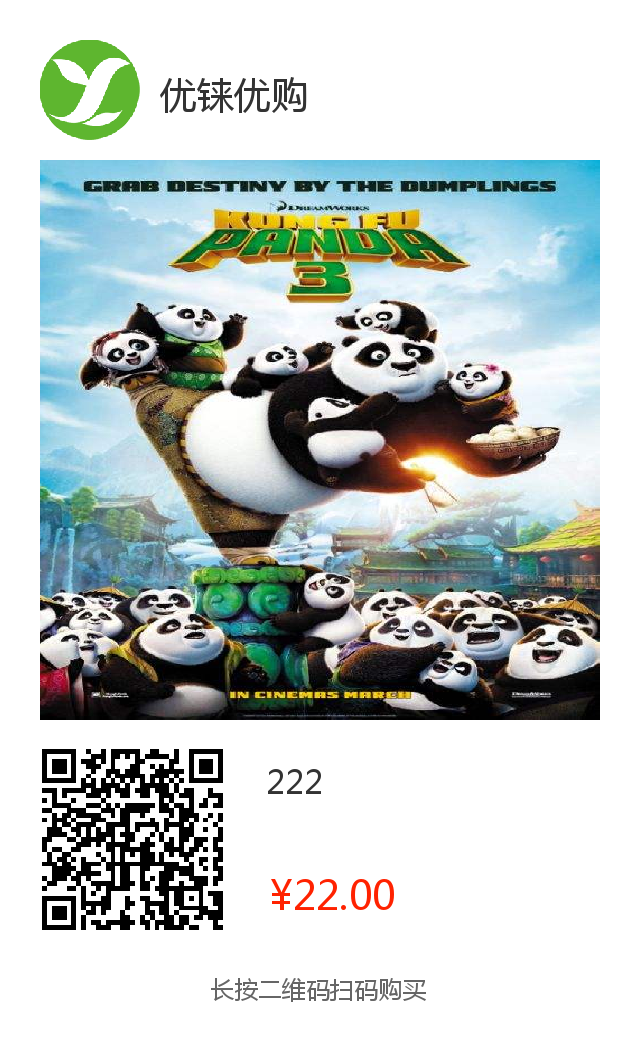 优铼优购
GRAB DESTINY BY THE DUMPLINGS
DREAMWORKS
KUNG FU
PANDA
3
IN CINEMAS MARCH
222
¥22.00
长按二维码扫码购买